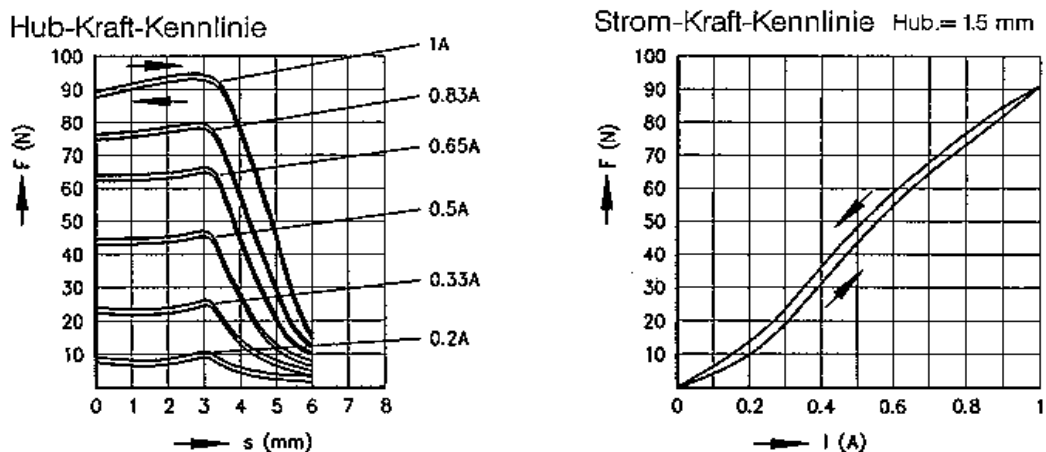 Hub-Kraft-Kennlinie
F (N)
100
90
80
70
60
50
40
30
20
10
0 1 2 3 4 5 6 7 8
s (mm)
1A
0.83A
0.65A
0.5A
0.33A
0.2A
Strom-Kraft-Kennlinie Hub.= 1.5 mm
F (N)
100
90
80
70
60
50
40
30
20
10
0
0 0.2 0.4 0.6 0.8 1
I (A)